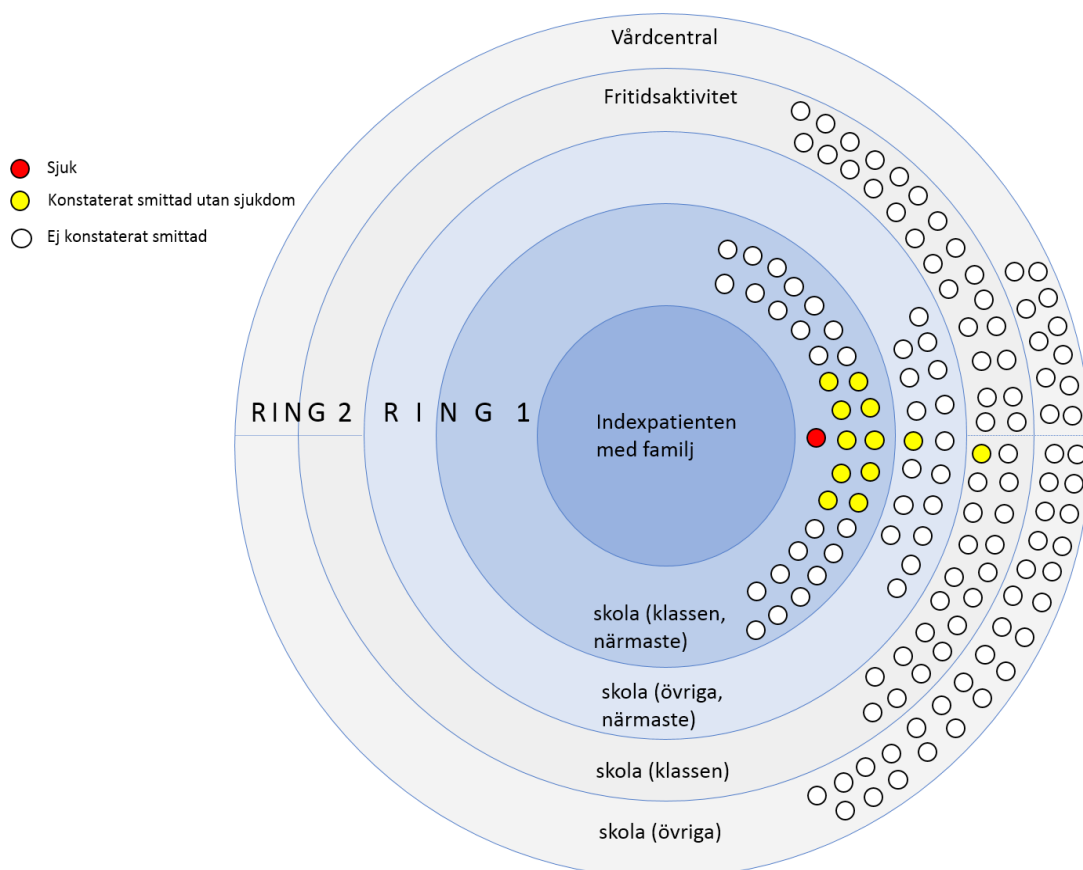 Vårdcentral
Fritidsaktivitet
Sjuk
Konstaterat smittad utan sjukdom
Ej konstaterat smittad
RING 2
RING 1
Indexpatienten
med familj
skola (klassen,
närmaste)
skola (övriga,
närmaste)
skola (klassen)
skola (övriga)